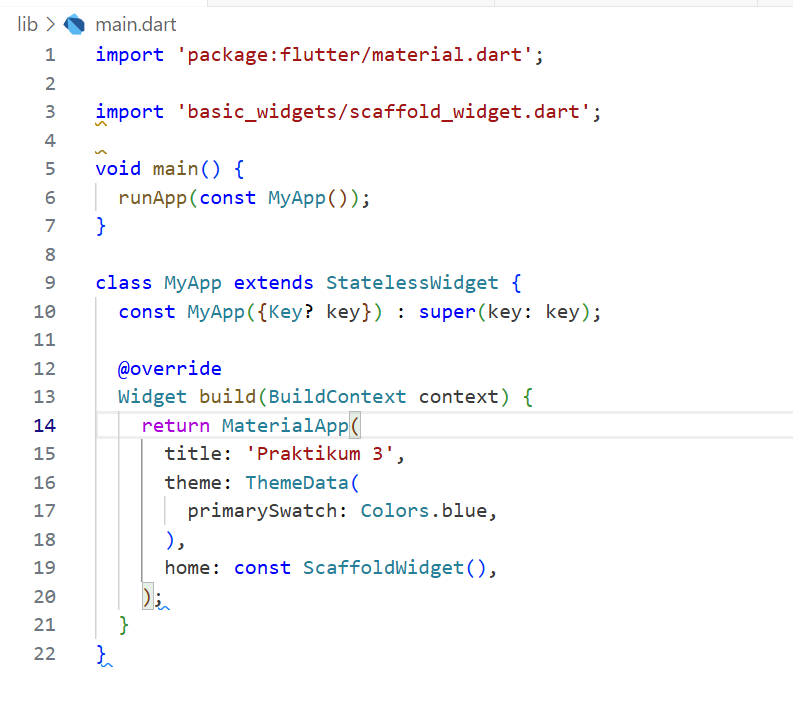 lib > main.dart
1 import 'package:flutter/material.dart';
2
3 import 'basic_widgets/scaffold_widget.dart';
4
5 void main() {
6   runApp(const MyApp());
7 }
8
9 class MyApp extends StatelessWidget {
10   const MyApp({Key? key}) : super(key: key);
11
12   @override
13   Widget build(BuildContext context) {
14     return MaterialApp(
15       title: 'Praktikum 3',
16       theme: ThemeData(
17         primarySwatch: Colors.blue,
18       ),
19       home: const ScaffoldWidget(),
20     );
21   }
22 }